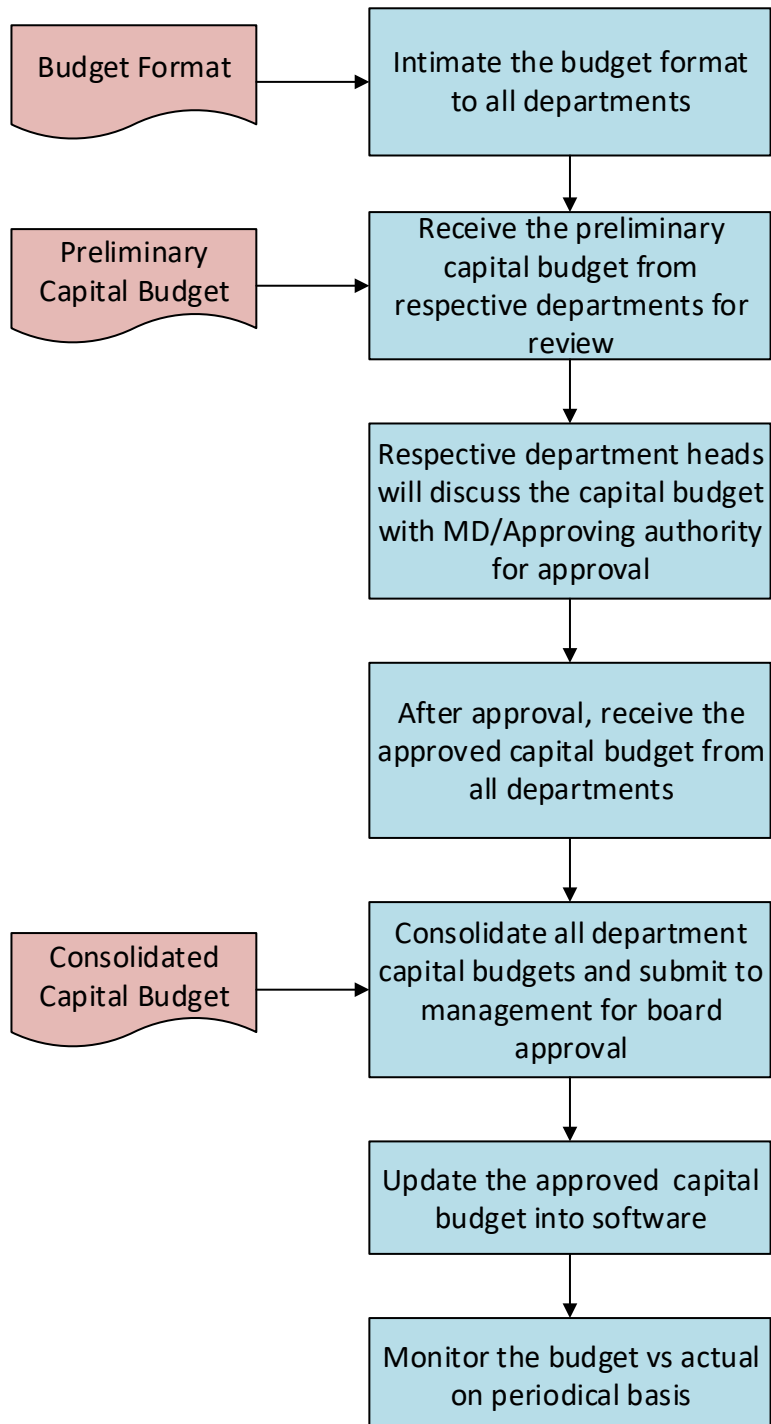 Budget Format
Intimate the budget format
to all departments
Preliminary
Capital Budget
Receive the preliminary
capital budget from
respective departments for
review
Respective department heads
will discuss the capital budget
with MD/Approving authority
for approval
After approval, receive the
approved capital budget from
all departments
Consolidated
Capital Budget
Consolidate all department
capital budgets and submit to
management for board
approval
Update the approved  capital
budget into software
Monitor the budget vs actual
on periodical basis